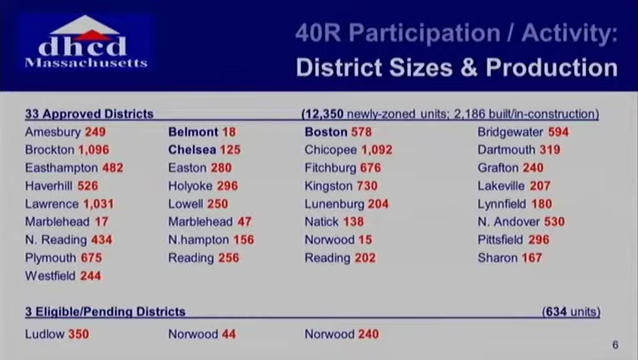 dhcd
Massachusetts
40R Participation / Activity:
District Sizes & Production
33 Approved Districts (12,350 newly-zoned units; 2,186 built/in-construction)
Amesbury 249 Belmont 18 Boston 578 Bridgewater 594
Brockton 1,096 Chelsea 125 Chicopee 1,092 Dartmouth 319
Easthampton 482 Easton 280 Fitchburg 676 Grafton 240
Haverhill 526 Holyoke 296 Kingston 730 Lakeville 207
Lawrence 1,031 Lowell 250 Lunenburg 204 Lynnfield 180
Marblehead 17 Marblehead 47 Natick 138 N. Andover 530
N. Reading 434 N.hampton 156 Norwood 15 Pittsfield 296
Plymouth 675 Reading 256 Reading 202 Sharon 167
Westfield 244
3 Eligible/Pending Districts (634 units)
Ludlow 350 Norwood 44 Norwood 240
6